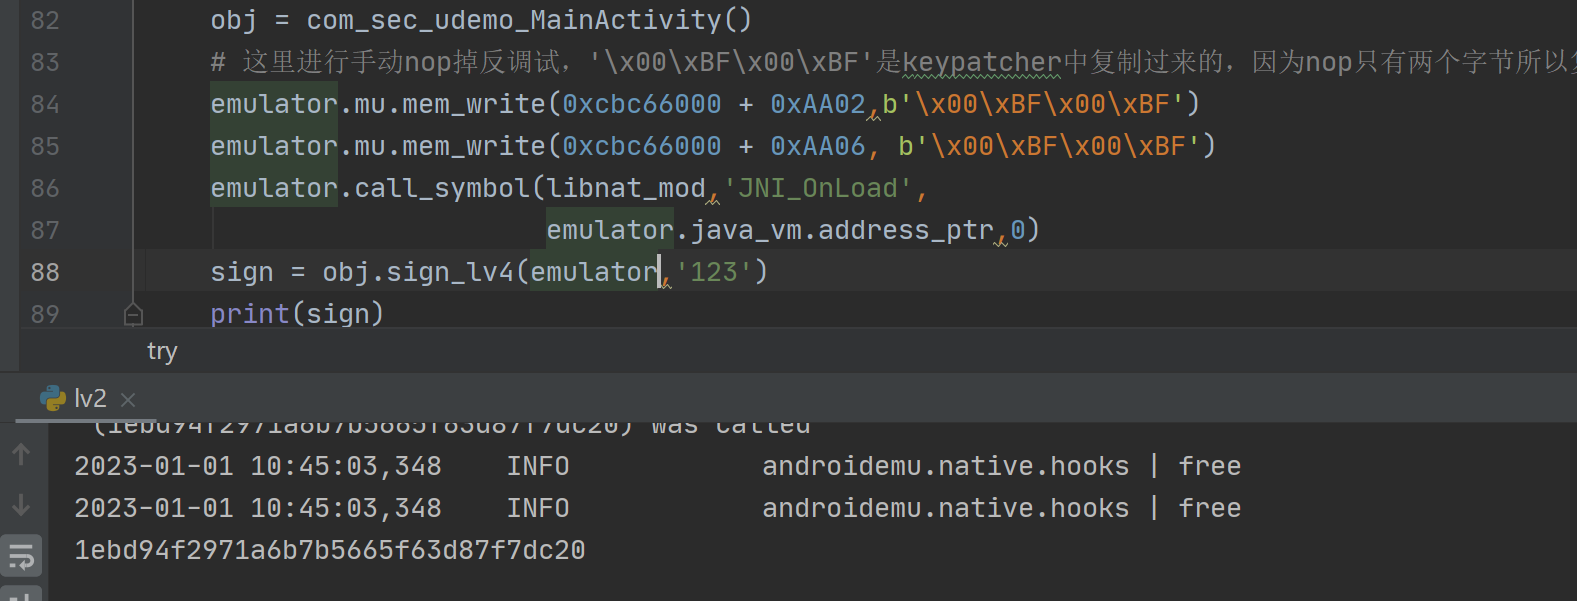 82 obj = com_sec_udemo_MainActivity()
83 # 这里进行手动nop掉反调试，'\x00\xBF\x00\xBF'是keypatcher中复制过来的，因为nop只有两个字节所以
84 emulator.mu.mem_write(0xcbc66000 + 0xAA02,b'\x00\xBF\x00\xBF')
85 emulator.mu.mem_write(0xcbc66000 + 0xAA06, b'\x00\xBF\x00\xBF')
86 emulator.call_symbol(libnat_mod,'JNI_OnLoad',
87 emulator.java_vm.address_ptr,0)
88 sign = obj.sign_lv4(emulator,'123')
89 print(sign)
try
lv2
(1ebd94f2971a6b7b5665f63d87f7dc20) was called
2023-01-01 10:45:03,348 INFO androidemu.native.hooks | free
2023-01-01 10:45:03,348 INFO androidemu.native.hooks | free
1ebd94f2971a6b7b5665f63d87f7dc20